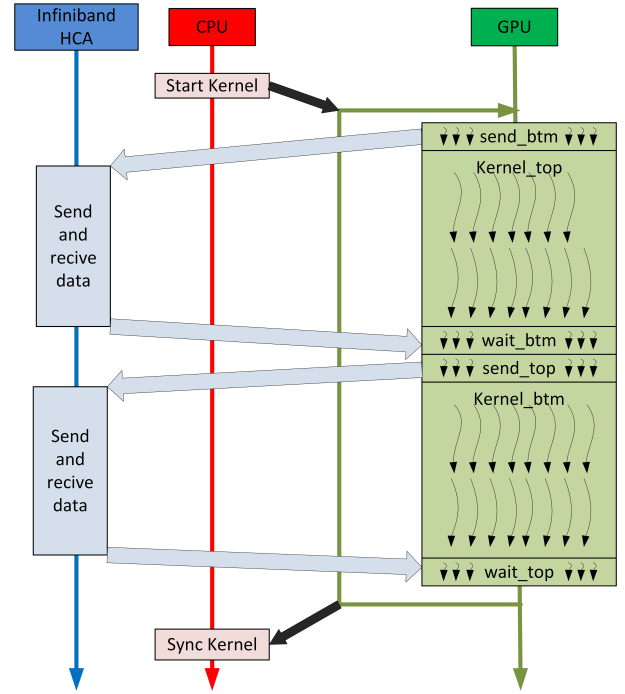 Infiniband
HCA
CPU
GPU
Start Kernel
send_btm
Kernel_top
Send
and
recive
data
wait_btm
send_top
Kernel_btm
Send
and
recive
data
wait_top
Sync Kernel